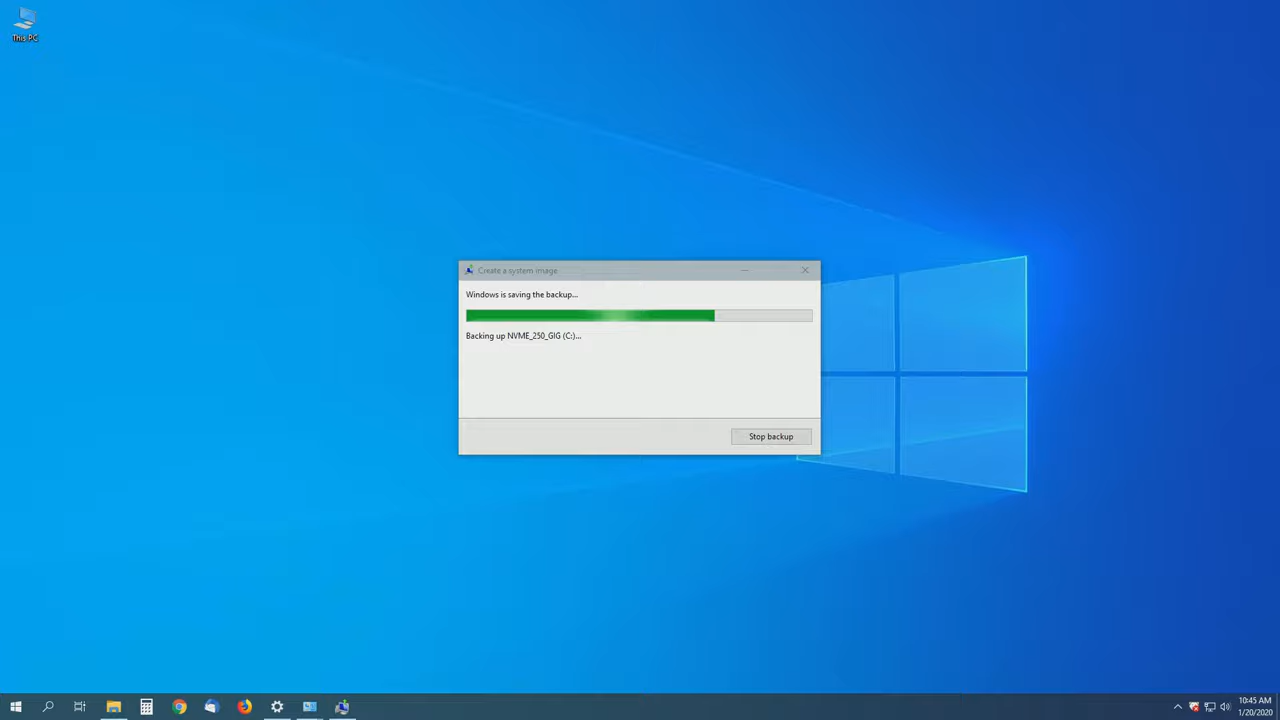 This PC
Create a system image
Windows is saving the backup...
Backing up NVME_250_GIG (C:)...
Stop backup
10:45 AM
1/20/2020